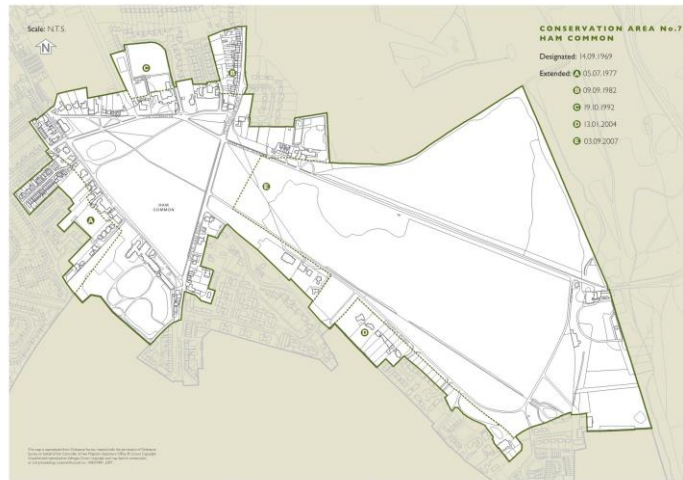 Scale: N.T.S.
N
CONSERVATION AREA No.7
HAM COMMON
Designated: 14.09.1969
Extended: A 05.07.1977
B 09.09.1982
C 19.10.1992
D 13.01.2004
E 03.09.2007
C
B
E
HAM
COMMON
A
D